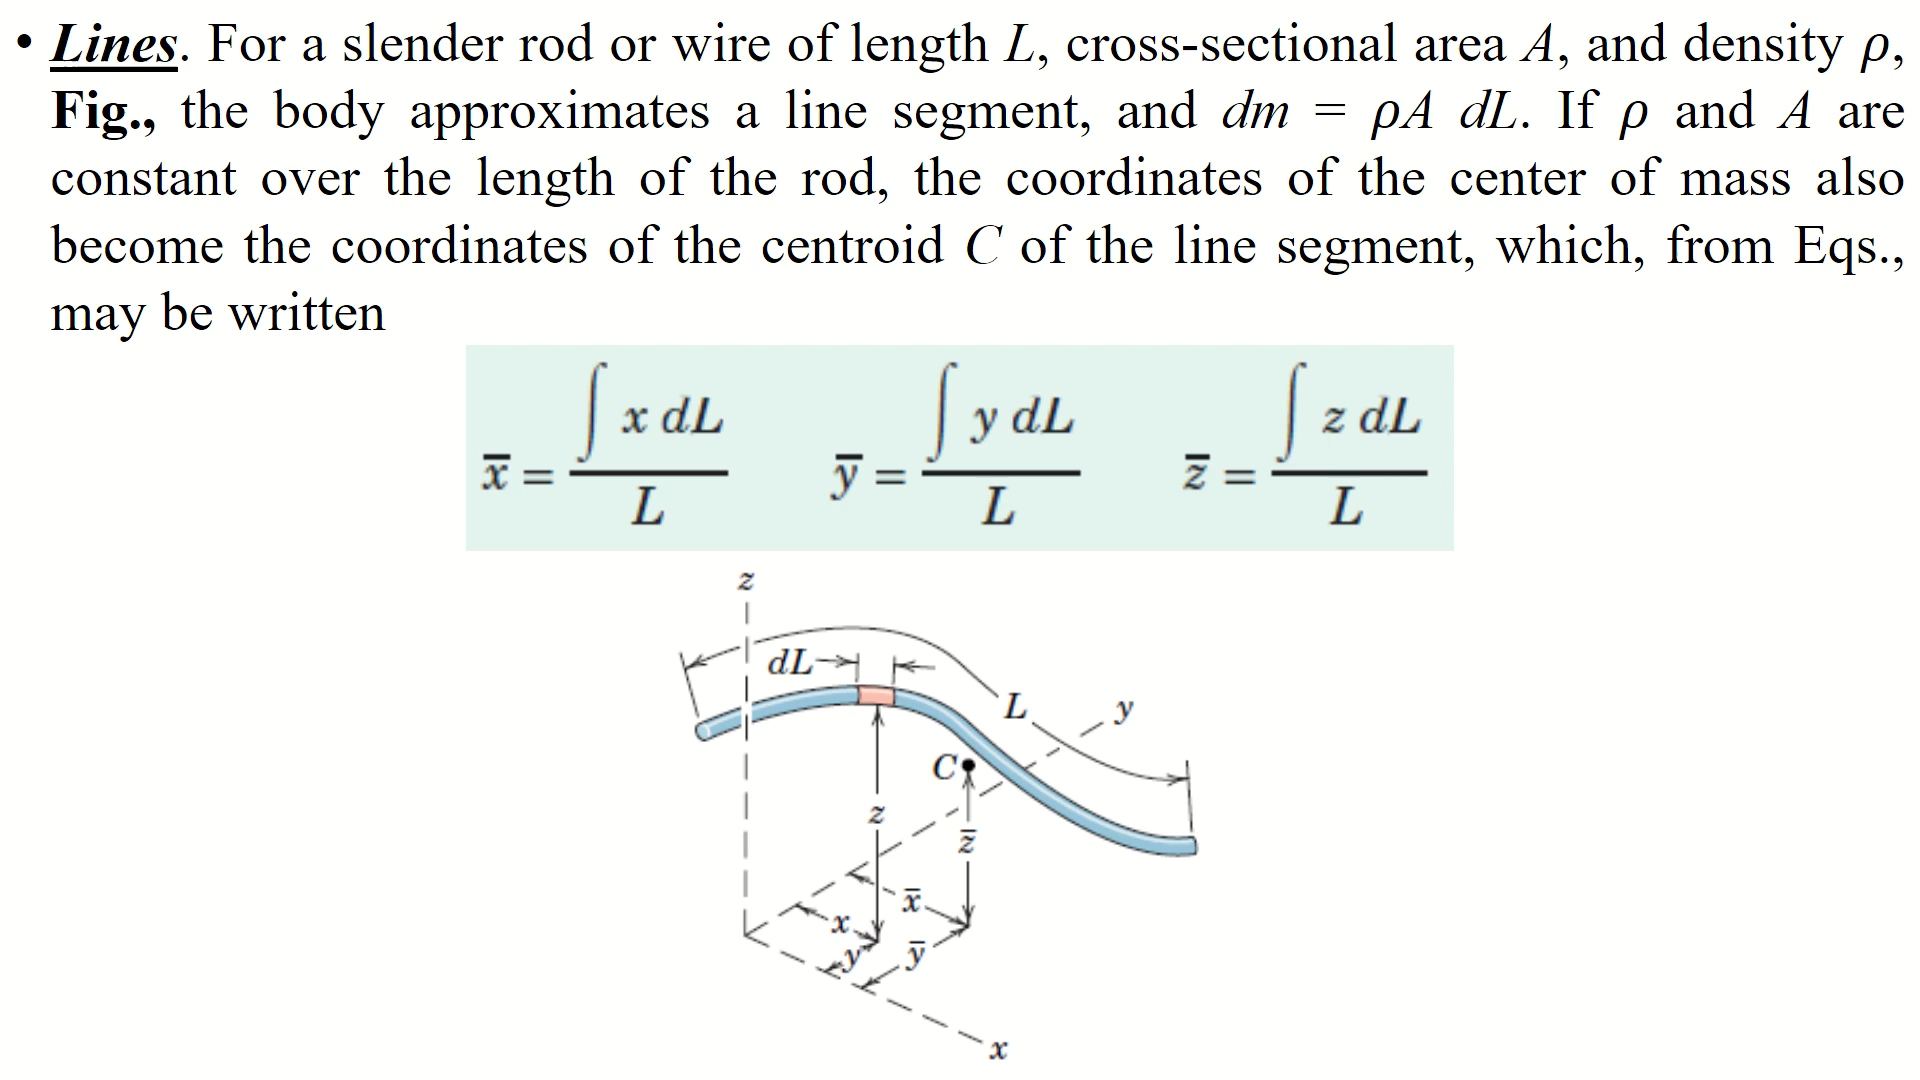 • Lines. For a slender rod or wire of length L, cross-sectional area A, and density ρ,
Fig., the body approximates a line segment, and dm = ρA dL. If ρ and A are
constant over the length of the rod, the coordinates of the center of mass also
become the coordinates of the centroid C of the line segment, which, from Eqs.,
may be written
x̄ = ∫ x dL / L   ȳ = ∫ y dL / L   z̄ = ∫ z dL / L
z
dL
L
y
C
z
z̄
x̄
x
y
ȳ
x